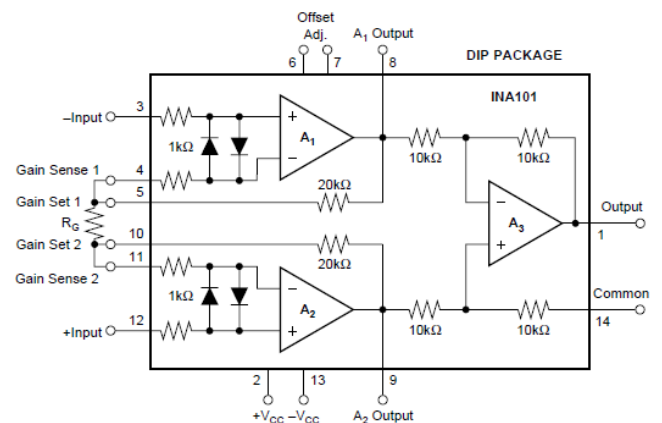 Offset
Adj.
A1 Output
6
7
8
DIP PACKAGE
INA101
–Input
3
1kΩ
+
A1
–
10kΩ
10kΩ
Gain Sense 1
4
Gain Set 1
5
20kΩ
RG
–
A3
+
Output
1
Gain Set 2
10
20kΩ
Gain Sense 2
11
1kΩ
–
A2
+
10kΩ
10kΩ
Common
14
+Input
12
2
13
9
+VCC
–VCC
A2 Output